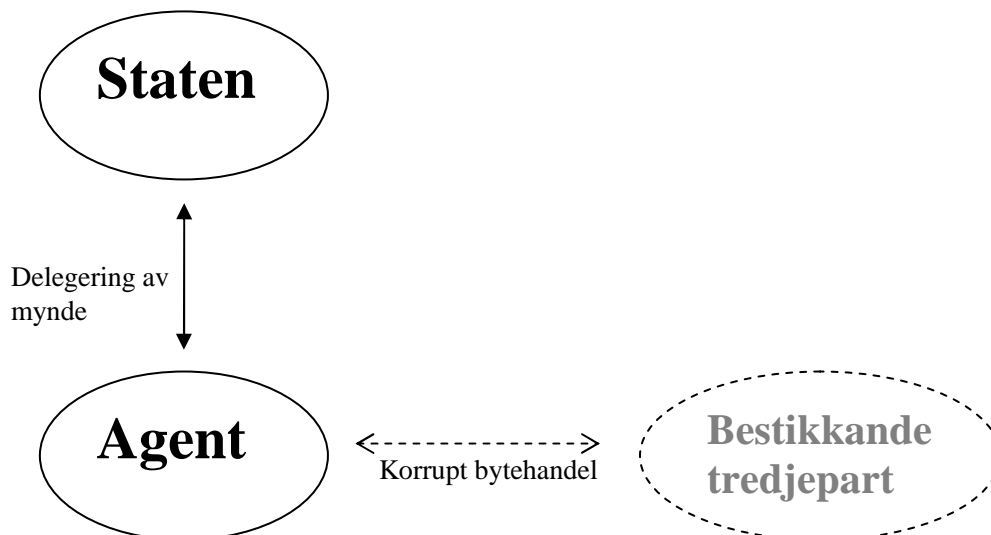 Staten
Delegering av
mynde
Agent
Korrupt bytehandel
Bestikkande
tredjepart